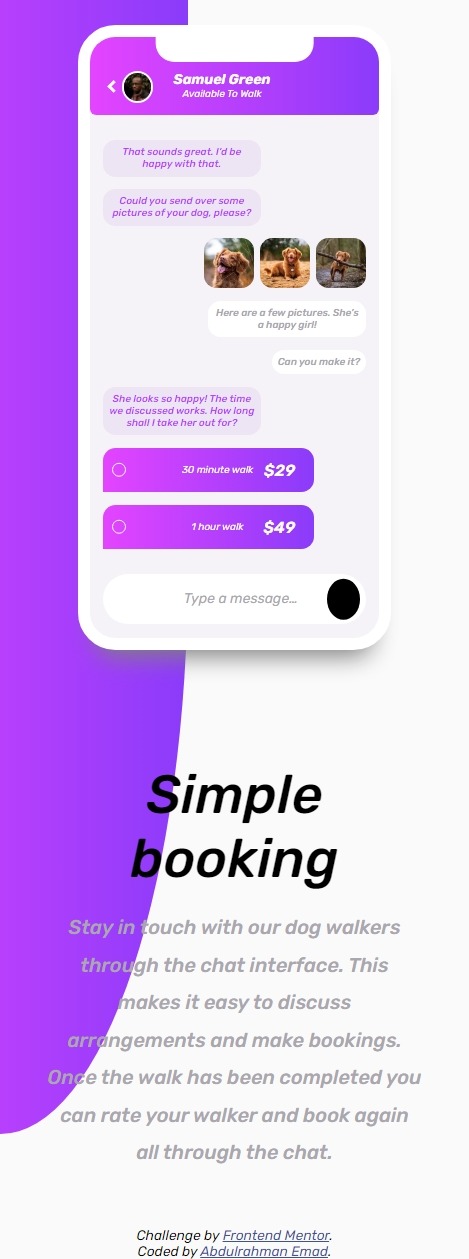 Samuel Green
Available To Walk
That sounds great. I'd be
happy with that.
Could you send over some
pictures of your dog, please?
Here are a few pictures. She's
a happy girl!
Can you make it?
She looks so happy! The time
we discussed works. How long
shall I take her out for?
30 minute walk $29
1 hour walk $49
Type a message...
Simple
booking
Stay in touch with our dog walkers
through the chat interface. This
makes it easy to discuss
arrangements and make bookings.
Once the walk has been completed you
can rate your walker and book again
all through the chat.
Challenge by Frontend Mentor.
Coded by Abdulrahman Emad.